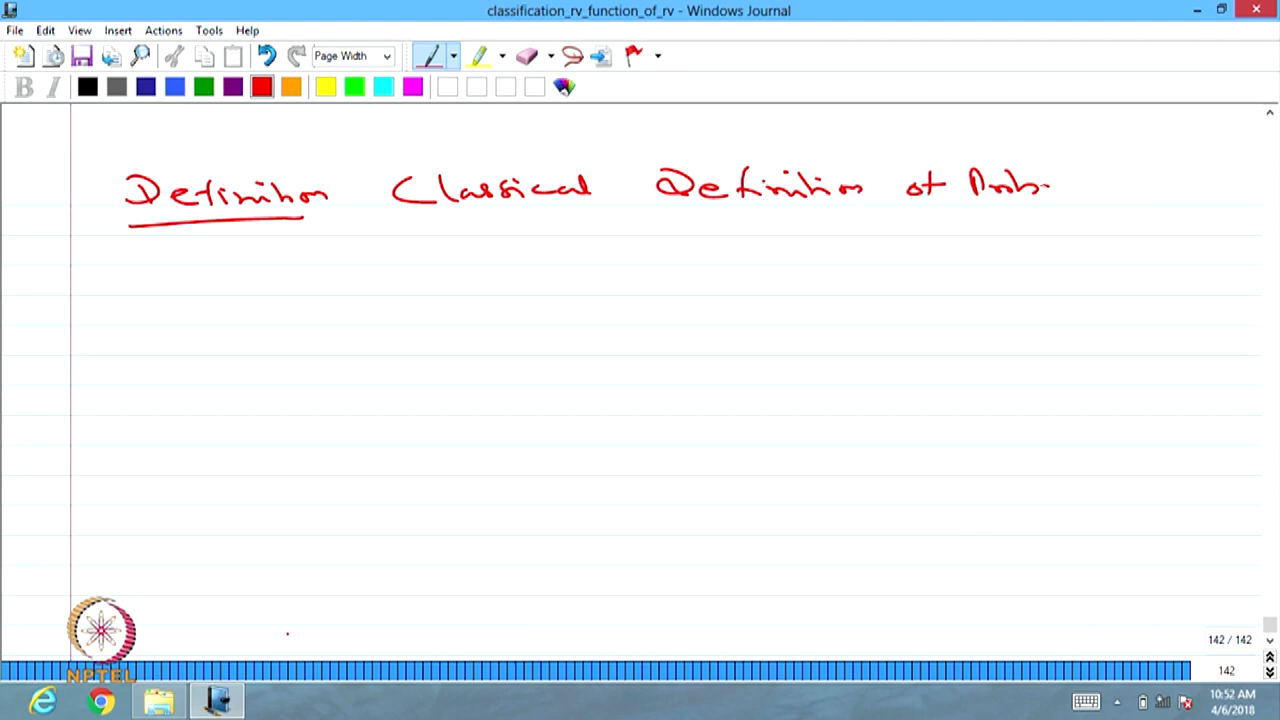 classification_rv_function_of_rv - Windows Journal
File Edit View Insert Actions Tools Help
Page Width
B I
Definition Classical Definition of Prob.
142 / 142
NPTEL
142
10:52 AM
4/6/2018